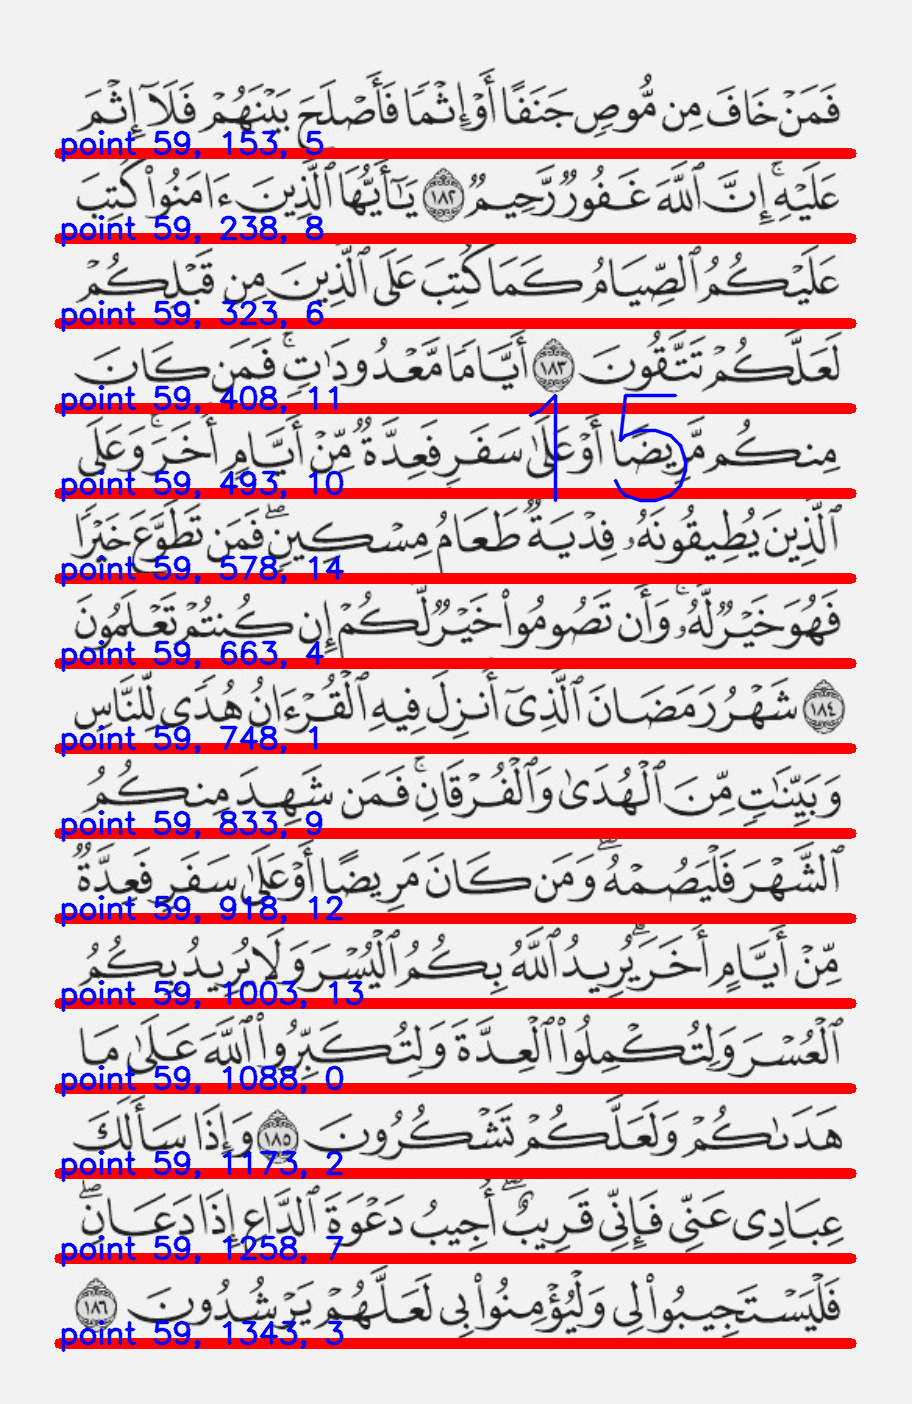 فَمَنْ خَافَ مِن مُّوصٍ جَنَفًا أَوْ إِثْمًا فَأَصْلَحَ بَيْنَهُمْ فَلَآ إِثْمَ
point 59, 153, 5
عَلَيْهِ ۚ إِنَّ ٱللَّهَ غَفُورٌ رَّحِيمٌ ١٨٢ يَـٰٓأَيُّهَا ٱلَّذِينَ ءَامَنُوا۟ كُتِبَ
point 59, 238, 8
عَلَيْكُمُ ٱلصِّيَامُ كَمَا كُتِبَ عَلَى ٱلَّذِينَ مِن قَبْلِكُمْ
point 59, 323, 6
لَعَلَّكُمْ تَتَّقُونَ ١٨٣ أَيَّامًا مَّعْدُودَٰتٍ ۚ فَمَن كَانَ
point 59, 408, 11
15
مِنكُم مَّرِيضًا أَوْ عَلَىٰ سَفَرٍ فَعِدَّةٌ مِّنْ أَيَّامٍ أُخَرَ ۚ وَعَلَى
point 59, 493, 10
ٱلَّذِينَ يُطِيقُونَهُۥ فِدْيَةٌ طَعَامُ مِسْكِينٍ ۖ فَمَن تَطَوَّعَ خَيْرًا
point 59, 578, 14
فَهُوَ خَيْرٌ لَّهُۥ ۚ وَأَن تَصُومُوا۟ خَيْرٌ لَّكُمْ إِن كُنتُمْ تَعْلَمُونَ
point 59, 663, 4
١٨٤ شَهْرُ رَمَضَانَ ٱلَّذِىٓ أُنزِلَ فِيهِ ٱلْقُرْءَانُ هُدًى لِّلنَّاسِ
point 59, 748, 1
وَبَيِّنَـٰتٍ مِّنَ ٱلْهُدَىٰ وَٱلْفُرْقَانِ ۚ فَمَن شَهِدَ مِنكُمُ
point 59, 833, 9
ٱلشَّهْرَ فَلْيَصُمْهُ ۖ وَمَن كَانَ مَرِيضًا أَوْ عَلَىٰ سَفَرٍ فَعِدَّةٌ
point 59, 918, 12
مِّنْ أَيَّامٍ أُخَرَ ۗ يُرِيدُ ٱللَّهُ بِكُمُ ٱلْيُسْرَ وَلَا يُرِيدُ بِكُمُ
point 59, 1003, 13
ٱلْعُسْرَ وَلِتُكْمِلُوا۟ ٱلْعِدَّةَ وَلِتُكَبِّرُوا۟ ٱللَّهَ عَلَىٰ مَا
point 59, 1088, 0
هَدَىٰكُمْ وَلَعَلَّكُمْ تَشْكُرُونَ ١٨٥ وَإِذَا سَأَلَكَ
point 59, 1173, 2
عِبَادِى عَنِّى فَإِنِّى قَرِيبٌ ۖ أُجِيبُ دَعْوَةَ ٱلدَّاعِ إِذَا دَعَانِ ۖ
point 59, 1258, 7
فَلْيَسْتَجِيبُوا۟ لِى وَلْيُؤْمِنُوا۟ بِى لَعَلَّهُمْ يَرْشُدُونَ ١٨٦
point 59, 1343, 3